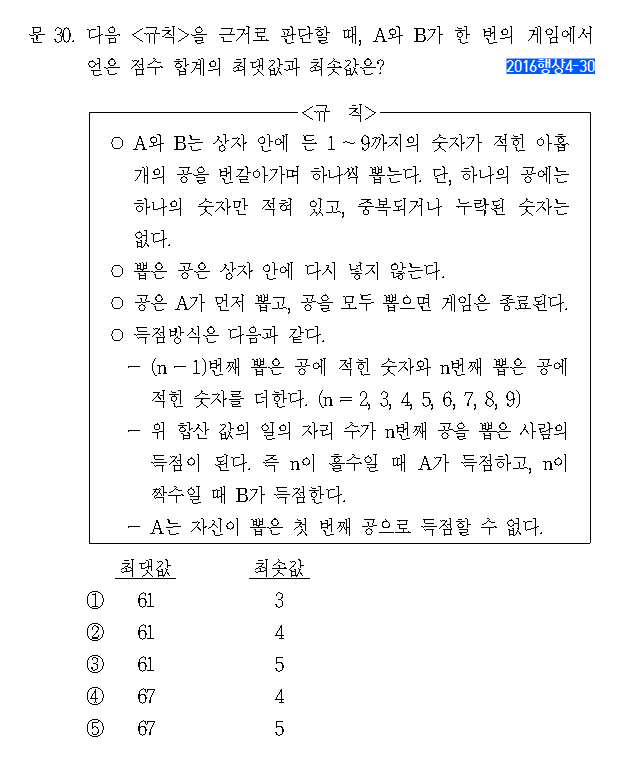 문 30. 다음 <규칙>을 근거로 판단할 때, A와 B가 한 번의 게임에서
얻은 점수 합계의 최댓값과 최솟값은?
2016행상4-30
<규 칙>
○ A와 B는 상자 안에 든 1～9까지의 숫자가 적힌 아홉
개의 공을 번갈아가며 하나씩 뽑는다. 단, 하나의 공에는
하나의 숫자만 적혀 있고, 중복되거나 누락된 숫자는
없다.
○ 뽑은 공은 상자 안에 다시 넣지 않는다.
○ 공은 A가 먼저 뽑고, 공을 모두 뽑으면 게임은 종료된다.
○ 득점방식은 다음과 같다.
－ (n－1)번째 뽑은 공에 적힌 숫자와 n번째 뽑은 공에
적힌 숫자를 더한다. (n = 2, 3, 4, 5, 6, 7, 8, 9)
－ 위 합산 값의 일의 자리 수가 n번째 공을 뽑은 사람의
득점이 된다. 즉 n이 홀수일 때 A가 득점하고, n이
짝수일 때 B가 득점한다.
－ A는 자신이 뽑은 첫 번째 공으로 득점할 수 없다.
최댓값 최솟값
① 61 3
② 61 4
③ 61 5
④ 67 4
⑤ 67 5